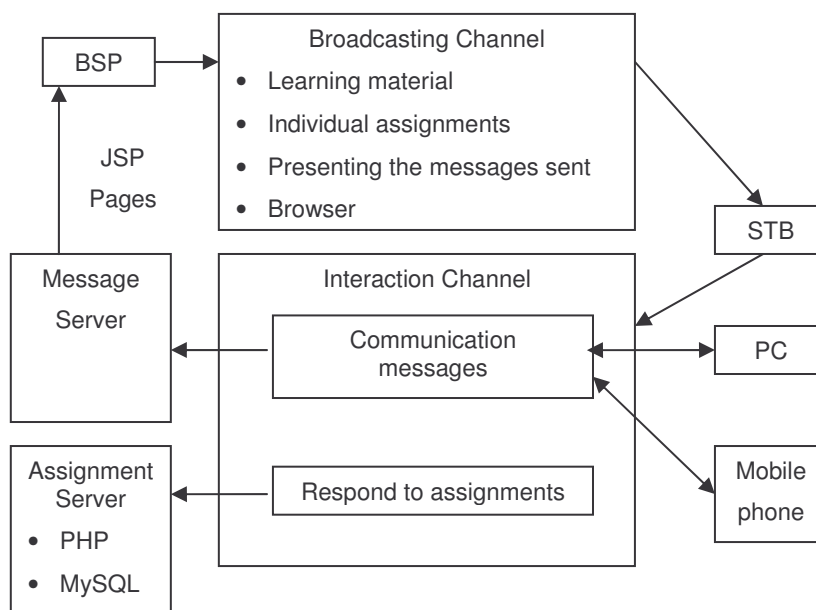 BSP
Broadcasting Channel
• Learning material
• Individual assignments
• Presenting the messages sent
• Browser
JSP
Pages
STB
Message
Server
Interaction Channel
Communication
messages
PC
Assignment
Server
• PHP
• MySQL
Respond to assignments
Mobile
phone